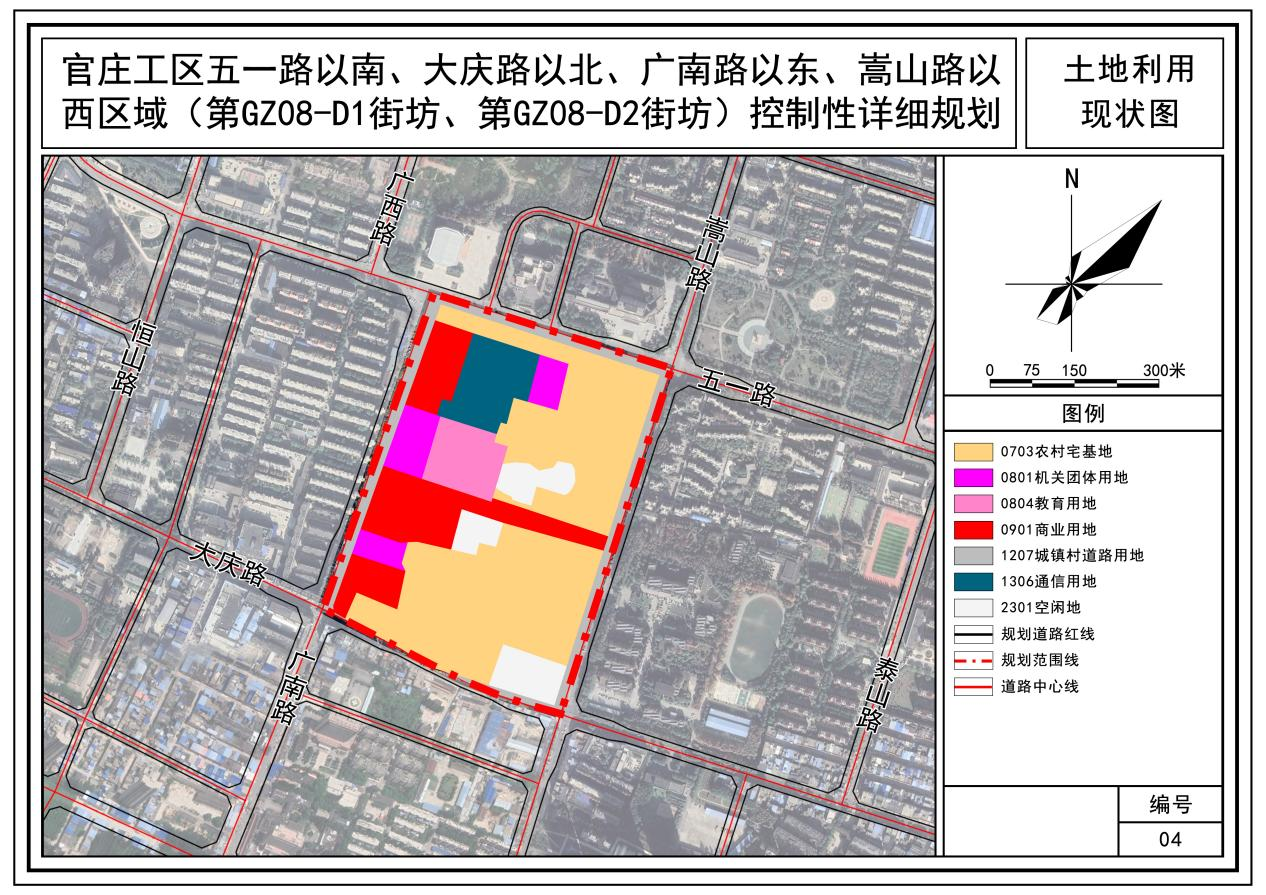 官庄工区五一路以南、大庆路以北、广南路以东、嵩山路以
西区域（第GZ08-D1街坊、第GZ08-D2街坊）控制性详细规划
土地利用
现状图
广西路
嵩山路
恒山路
五一路
大庆路
广南路
泰山路
N
0 75 150 300米
图例
0703农村宅基地
0801机关团体用地
0804教育用地
0901商业用地
1207城镇村道路用地
1306通信用地
2301空闲地
规划道路红线
规划范围线
道路中心线
编号
04